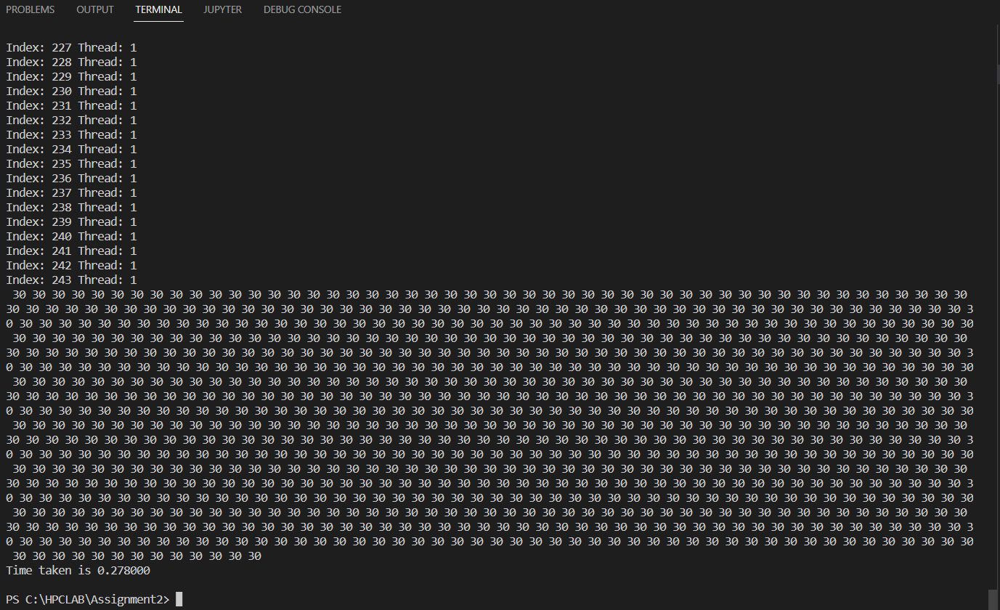 PROBLEMS OUTPUT TERMINAL JUPYTER DEBUG CONSOLE
Index: 227 Thread: 1
Index: 228 Thread: 1
Index: 229 Thread: 1
Index: 230 Thread: 1
Index: 231 Thread: 1
Index: 232 Thread: 1
Index: 233 Thread: 1
Index: 234 Thread: 1
Index: 235 Thread: 1
Index: 236 Thread: 1
Index: 237 Thread: 1
Index: 238 Thread: 1
Index: 239 Thread: 1
Index: 240 Thread: 1
Index: 241 Thread: 1
Index: 242 Thread: 1
Index: 243 Thread: 1
30 30 30 30 30 30 30 30 30 30 30 30 30 30 30 30 30 30 30 30 30 30 30 30 30 30 30 30 30 30 30 30 30 30 30 30 30 30 30 30 30 30 30 30 30 30 30 30 30
30 30 30 30 30 30 30 30 30 30 30 30 30 30 30 30 30 30 30 30 30 30 30 30 30 30 30 30 30 30 30 30 30 30 30 30 30 30 30 30 30 30 30 30 30 30 30 30 30 3
0 30 30 30 30 30 30 30 30 30 30 30 30 30 30 30 30 30 30 30 30 30 30 30 30 30 30 30 30 30 30 30 30 30 30 30 30 30 30 30 30 30 30 30 30 30 30 30 30 30
30 30 30 30 30 30 30 30 30 30 30 30 30 30 30 30 30 30 30 30 30 30 30 30 30 30 30 30 30 30 30 30 30 30 30 30 30 30 30 30 30 30 30 30 30 30 30 30 30
30 30 30 30 30 30 30 30 30 30 30 30 30 30 30 30 30 30 30 30 30 30 30 30 30 30 30 30 30 30 30 30 30 30 30 30 30 30 30 30 30 30 30 30 30 30 30 30 30 3
0 30 30 30 30 30 30 30 30 30 30 30 30 30 30 30 30 30 30 30 30 30 30 30 30 30 30 30 30 30 30 30 30 30 30 30 30 30 30 30 30 30 30 30 30 30 30 30 30 30
30 30 30 30 30 30 30 30 30 30 30 30 30 30 30 30 30 30 30 30 30 30 30 30 30 30 30 30 30 30 30 30 30 30 30 30 30 30 30 30 30 30 30 30 30 30 30 30 30
30 30 30 30 30 30 30 30 30 30 30 30 30 30 30 30 30 30 30 30 30 30 30 30 30 30 30 30 30 30 30 30 30 30 30 30 30 30 30 30 30 30 30 30 30 30 30 30 30 3
0 30 30 30 30 30 30 30 30 30 30 30 30 30 30 30 30 30 30 30 30 30 30 30 30 30 30 30 30 30 30 30 30 30 30 30 30 30 30 30 30 30 30 30 30 30 30 30 30 30
30 30 30 30 30 30 30 30 30 30 30 30 30 30 30 30 30 30 30 30 30 30 30 30 30 30 30 30 30 30 30 30 30 30 30 30 30 30 30 30 30 30 30 30 30 30 30 30 30
30 30 30 30 30 30 30 30 30 30 30 30 30 30 30 30 30 30 30 30 30 30 30 30 30 30 30 30 30 30 30 30 30 30 30 30 30 30 30 30 30 30 30 30 30 30 30 30 30 3
0 30 30 30 30 30 30 30 30 30 30 30 30 30 30 30 30 30 30 30 30 30 30 30 30 30 30 30 30 30 30 30 30 30 30 30 30 30 30 30 30 30 30 30 30 30 30 30 30 30
30 30 30 30 30 30 30 30 30 30 30 30 30 30 30 30 30 30 30 30 30 30 30 30 30 30 30 30 30 30 30 30 30 30 30 30 30 30 30 30 30 30 30 30 30 30 30 30 30
30 30 30 30 30 30 30 30 30 30 30 30 30 30 30 30 30 30 30 30 30 30 30 30 30 30 30 30 30 30 30 30 30 30 30 30 30 30 30 30 30 30 30 30 30 30 30 30 30 3
0 30 30 30 30 30 30 30 30 30 30 30 30 30 30 30 30 30 30 30 30 30 30 30 30 30 30 30 30 30 30 30 30 30 30 30 30 30 30 30 30 30 30 30 30 30 30 30 30 30
30 30 30 30 30 30 30 30 30 30 30 30 30 30 30 30 30 30 30 30 30 30 30 30 30 30 30 30 30 30 30 30 30 30 30 30 30 30 30 30 30 30 30 30 30 30 30 30 30
30 30 30 30 30 30 30 30 30 30 30 30 30 30 30 30 30 30 30 30 30 30 30 30 30 30 30 30 30 30 30 30 30 30 30 30 30 30 30 30 30 30 30 30 30 30 30 30 30 3
0 30 30 30 30 30 30 30 30 30 30 30 30 30 30 30 30 30 30 30 30 30 30 30 30 30 30 30 30 30 30 30 30 30 30 30 30 30 30 30 30 30 30 30 30 30 30 30 30 30
30 30 30 30 30 30 30 30 30 30 30 30 30
Time taken is 0.278000
PS C:\HPCLAB\Assignment2>